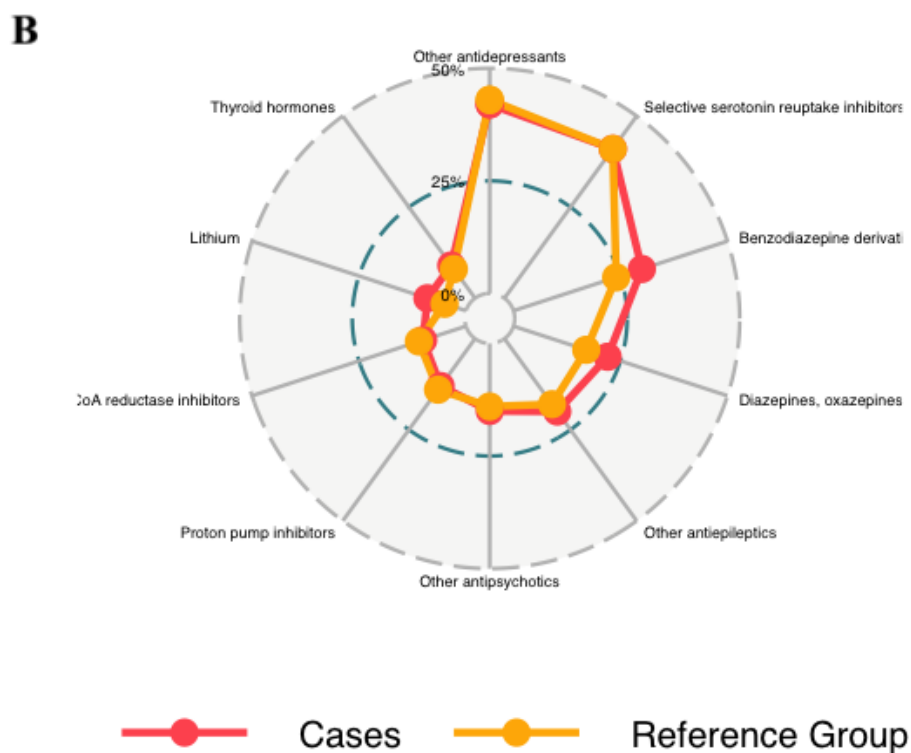 B
Other antidepressants
50%
Thyroid hormones
Selective serotonin reuptake inhibitors
25%
Lithium
Benzodiazepine derivati
0%
CoA reductase inhibitors
Diazepines, oxazepines
Proton pump inhibitors
Other antiepileptics
Other antipsychotics
Cases
Reference Group